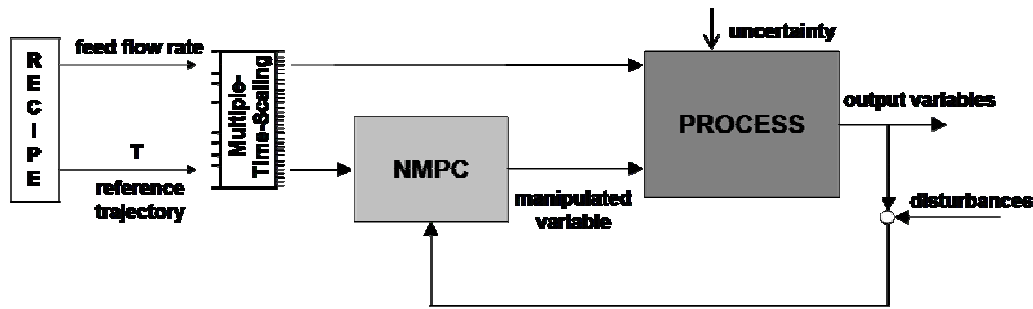 RECIPE
feed flow rate
T
reference
trajectory
Multiple-
Time-Scaling
NMPC
manipulated
variable
uncertainty
PROCESS
output variables
disturbances